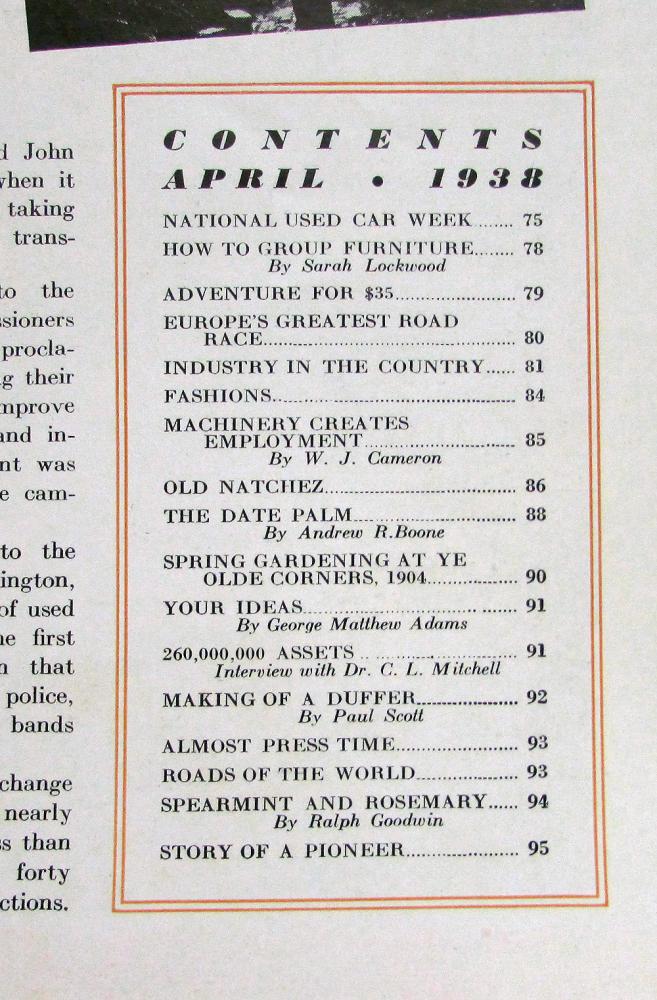 d John
when it
taking
trans-
to the
ssioners
procla-
g their
mprove
and in-
nt was
e cam-
to the
ington,
of used
ne first
n that
police,
bands
change
nearly
ss than
forty
ctions.
CONTENTS
APRIL • 1938
NATIONAL USED CAR WEEK....... 75
HOW TO GROUP FURNITURE........ 78
By Sarah Lockwood
ADVENTURE FOR $35........................ 79
EUROPE'S GREATEST ROAD
RACE.................................................. 80
INDUSTRY IN THE COUNTRY...... 81
FASHIONS................................................ 84
MACHINERY CREATES
EMPLOYMENT.............................. 85
By W. J. Cameron
OLD NATCHEZ...................................... 86
THE DATE PALM................................ 88
By Andrew R.Boone
SPRING GARDENING AT YE
OLDE CORNERS, 1904.................. 90
YOUR IDEAS.......................................... 91
By George Matthew Adams
260,000,000 ASSETS .............................. 91
Interview with Dr. C. L. Mitchell
MAKING OF A DUFFER.................... 92
By Paul Scott
ALMOST PRESS TIME........................ 93
ROADS OF THE WORLD.................... 93
SPEARMINT AND ROSEMARY...... 94
By Ralph Goodwin
STORY OF A PIONEER...................... 95